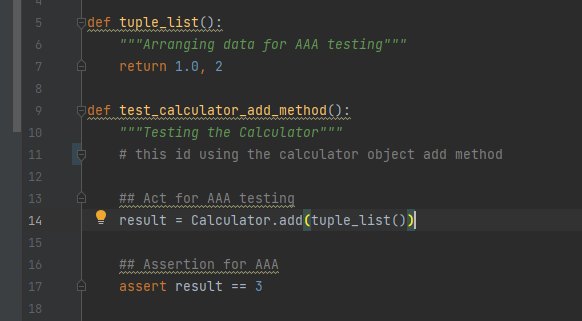 5 def tuple_list():
6 """Arranging data for AAA testing"""
7 return 1.0, 2
8
9 def test_calculator_add_method():
10 """Testing the Calculator"""
11 # this id using the calculator object add method
12
13 ## Act for AAA testing
14 result = Calculator.add(tuple_list())
15
16 ## Assertion for AAA
17 assert result == 3
18